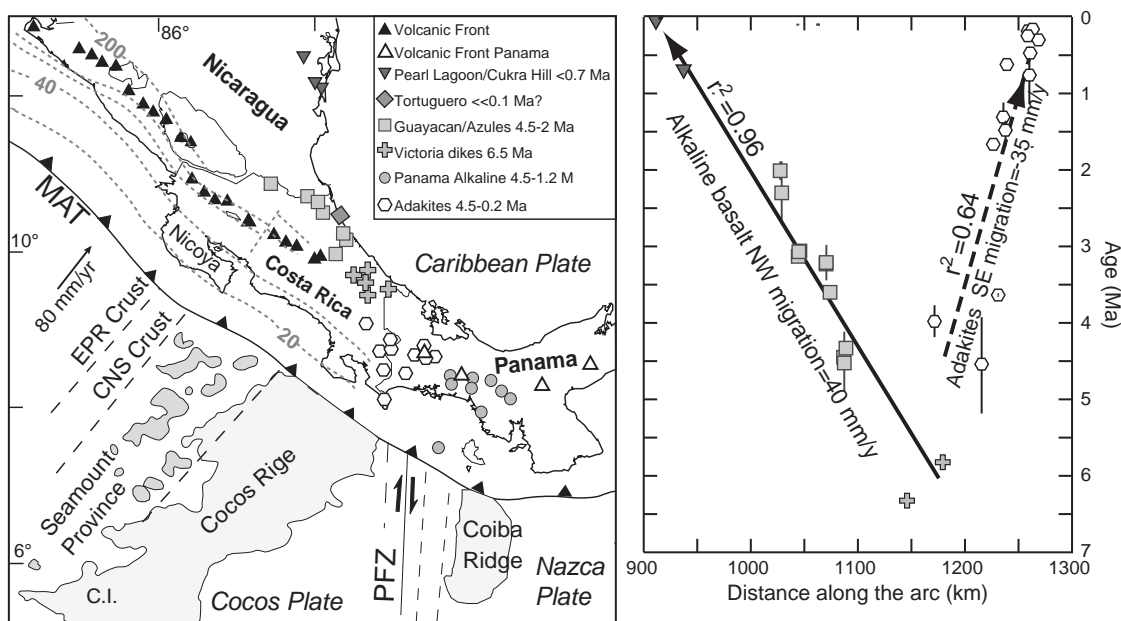 86°
Volcanic Front
Volcanic Front Panama
Pearl Lagoon/Cukra Hill <0.7 Ma
Tortuguero <<0.1 Ma?
Guayacan/Azules 4.5-2 Ma
Victoria dikes 6.5 Ma
Panama Alkaline 4.5-1.2 M
Adakites 4.5-0.2 Ma
200
40
Nicaragua
MAT
10°
Nicoya
Costa Rica
Caribbean Plate
80 mm/yr
EPR Crust
CNS Crust
20
Panama
Seamount
Province
Cocos Rige
PFZ
Coiba
Ridge
6°
C.I.
Cocos Plate
Nazca
Plate
r²=0.96
Alkaline basalt NW migration=40 mm/y
r²=0.64
Adakites SE migration=-35 mm/y
0
1
2
3
4
5
6
7
Age (Ma)
900
1000
1100
1200
1300
Distance along the arc (km)